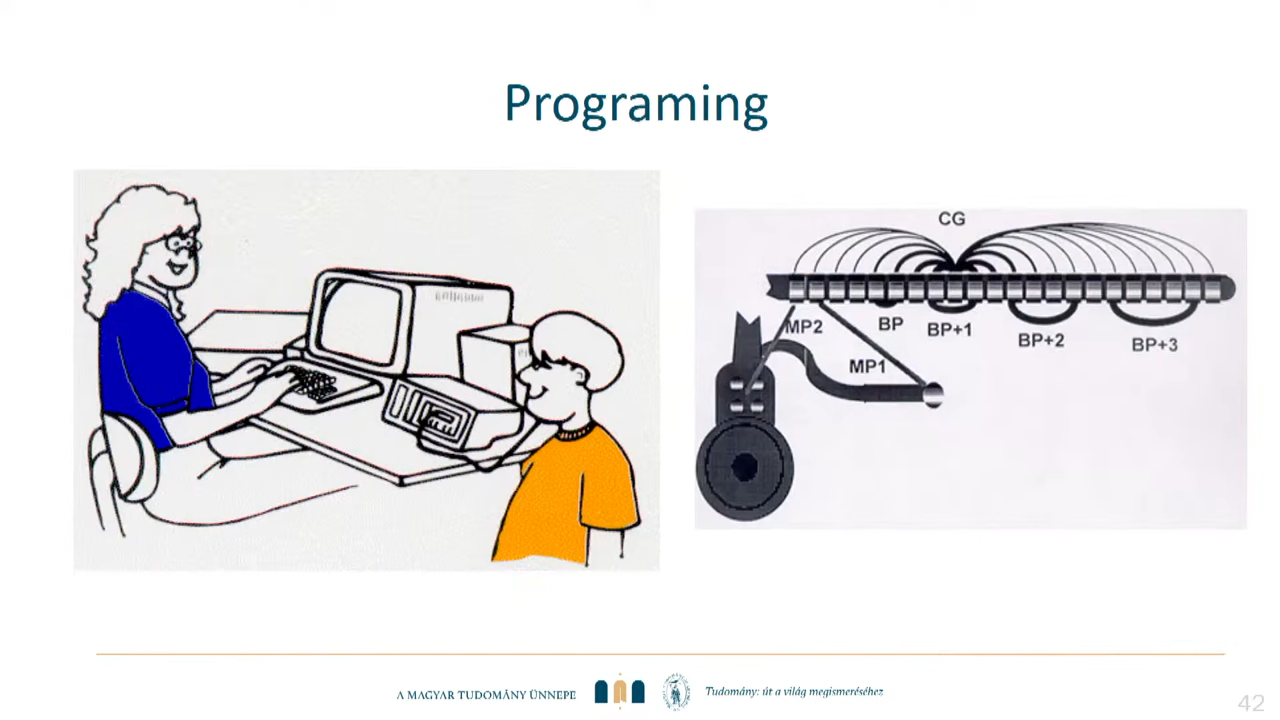 Programing
CG
MP2
BP
BP+1
BP+2
BP+3
MP1
A MAGYAR TUDOMÁNY ÜNNEPE
Tudomány: út a világ megismeréséhez
42